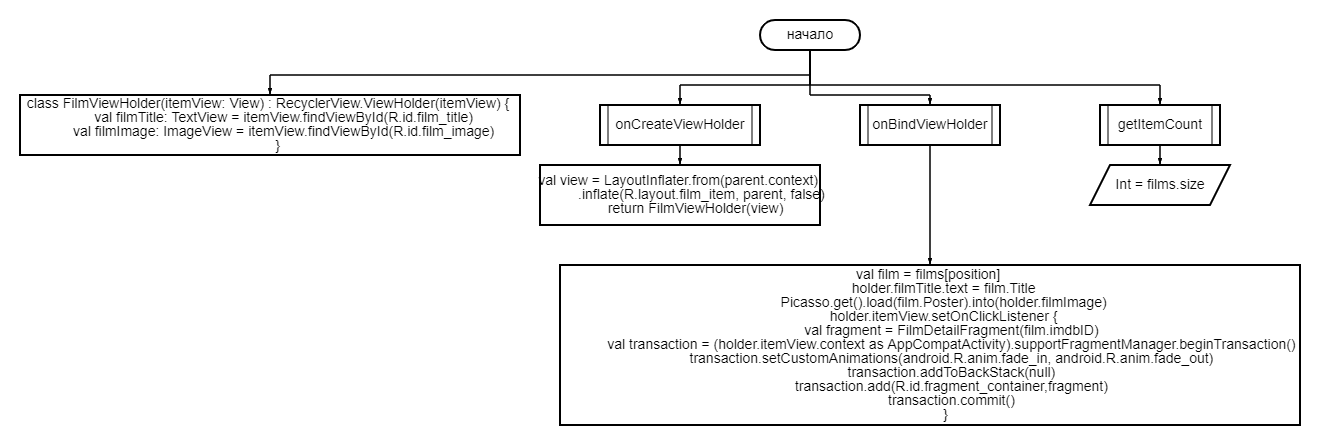 начало
class FilmViewHolder(itemView: View) : RecyclerView.ViewHolder(itemView) {
val filmTitle: TextView = itemView.findViewById(R.id.film_title)
val filmImage: ImageView = itemView.findViewById(R.id.film_image)
}
onCreateViewHolder
val view = LayoutInflater.from(parent.context)
.inflate(R.layout.film_item, parent, false)
return FilmViewHolder(view)
onBindViewHolder
val film = films[position]
holder.filmTitle.text = film.Title
Picasso.get().load(film.Poster).into(holder.filmImage)
holder.itemView.setOnClickListener {
val fragment = FilmDetailFragment(film.imdbID)
val transaction = (holder.itemView.context as AppCompatActivity).supportFragmentManager.beginTransaction()
transaction.setCustomAnimations(android.R.anim.fade_in, android.R.anim.fade_out)
transaction.addToBackStack(null)
transaction.add(R.id.fragment_container,fragment)
transaction.commit()
}
getItemCount
Int = films.size